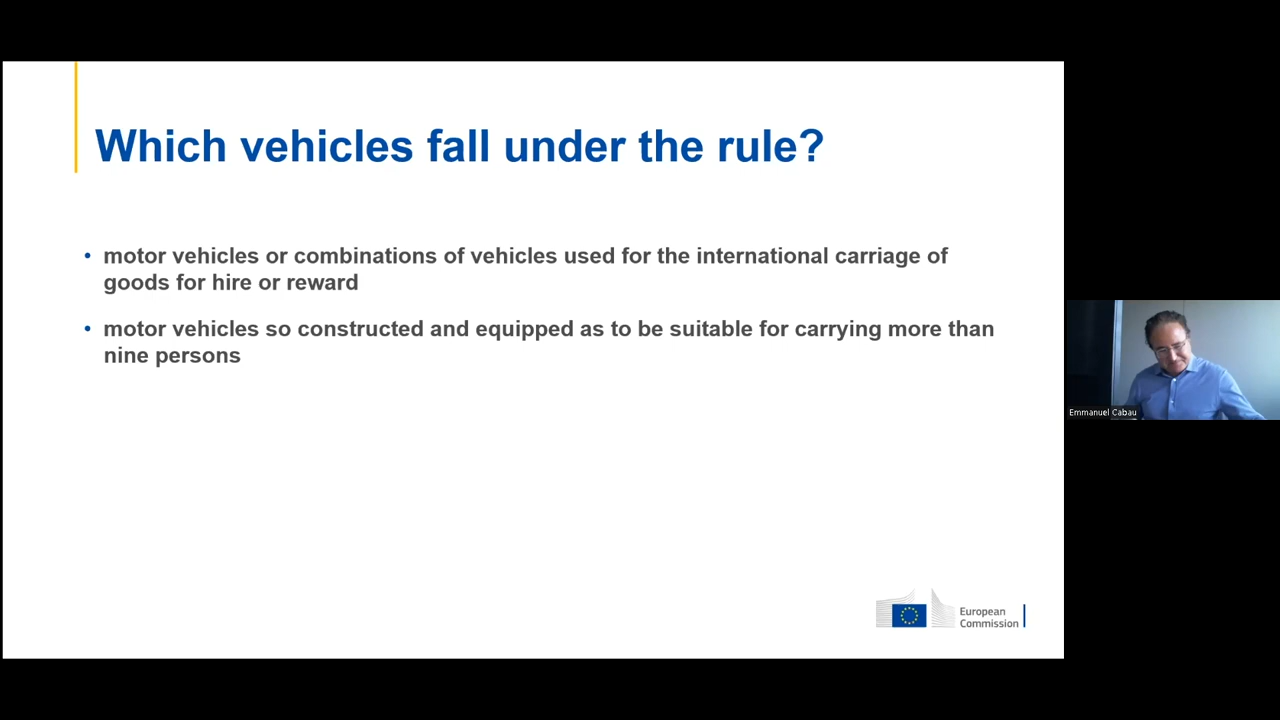 Which vehicles fall under the rule?
• motor vehicles or combinations of vehicles used for the international carriage of
goods for hire or reward
• motor vehicles so constructed and equipped as to be suitable for carrying more than
nine persons
Emmanuel Cabau
European
Commission